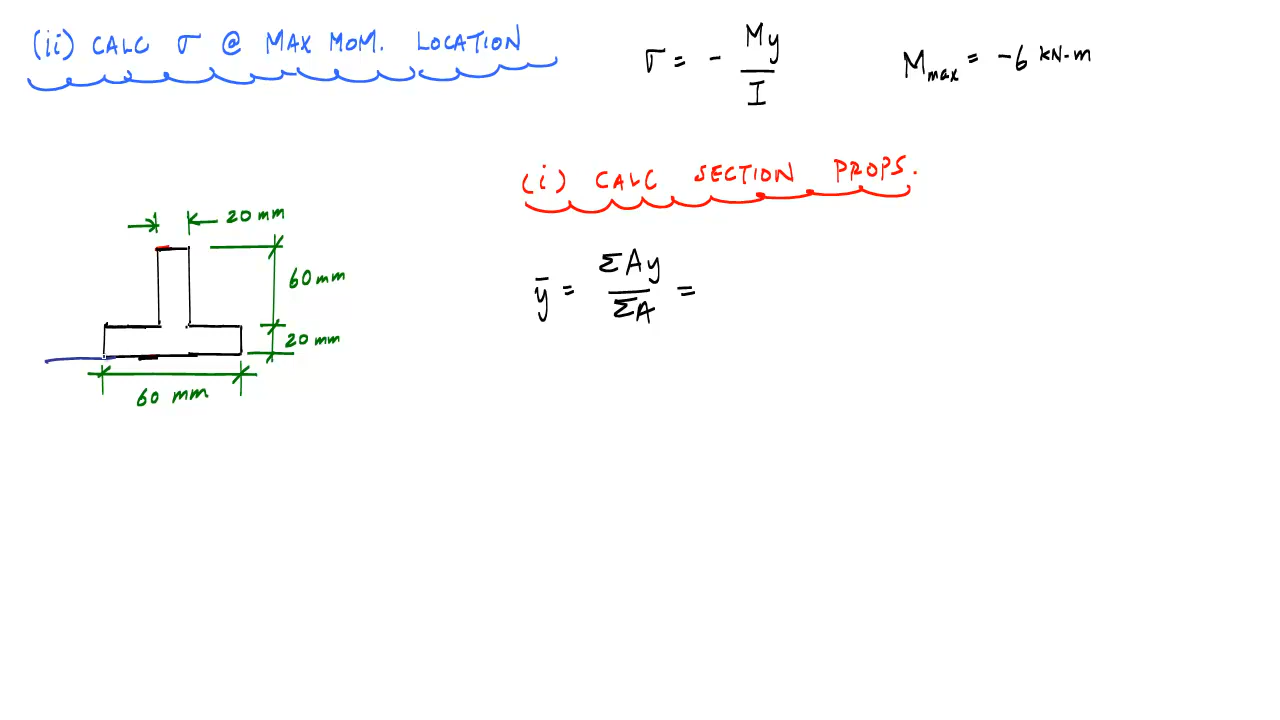 (ii) CALC σ @ MAX MOM. LOCATION
σ = - My / I
M max = -6 kN·m
(i) CALC SECTION PROPS.
20 mm
60 mm
20 mm
60 mm
ȳ = ΣAy / ΣA =